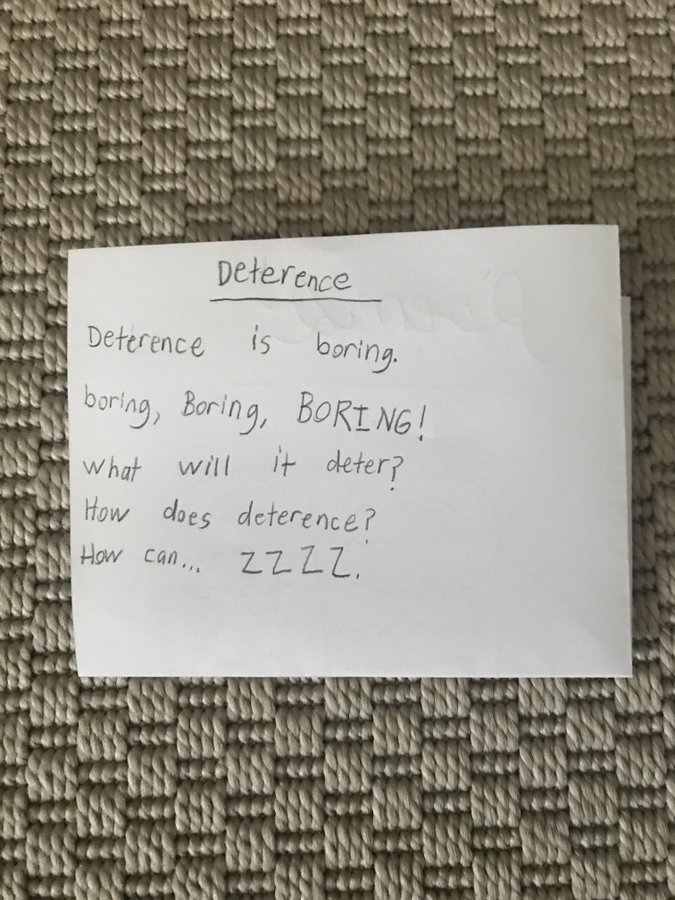 Deterence
Deterence is boring.
boring, Boring, BORING!
what will it deter?
How does deterence?
How can... ZZZZ.